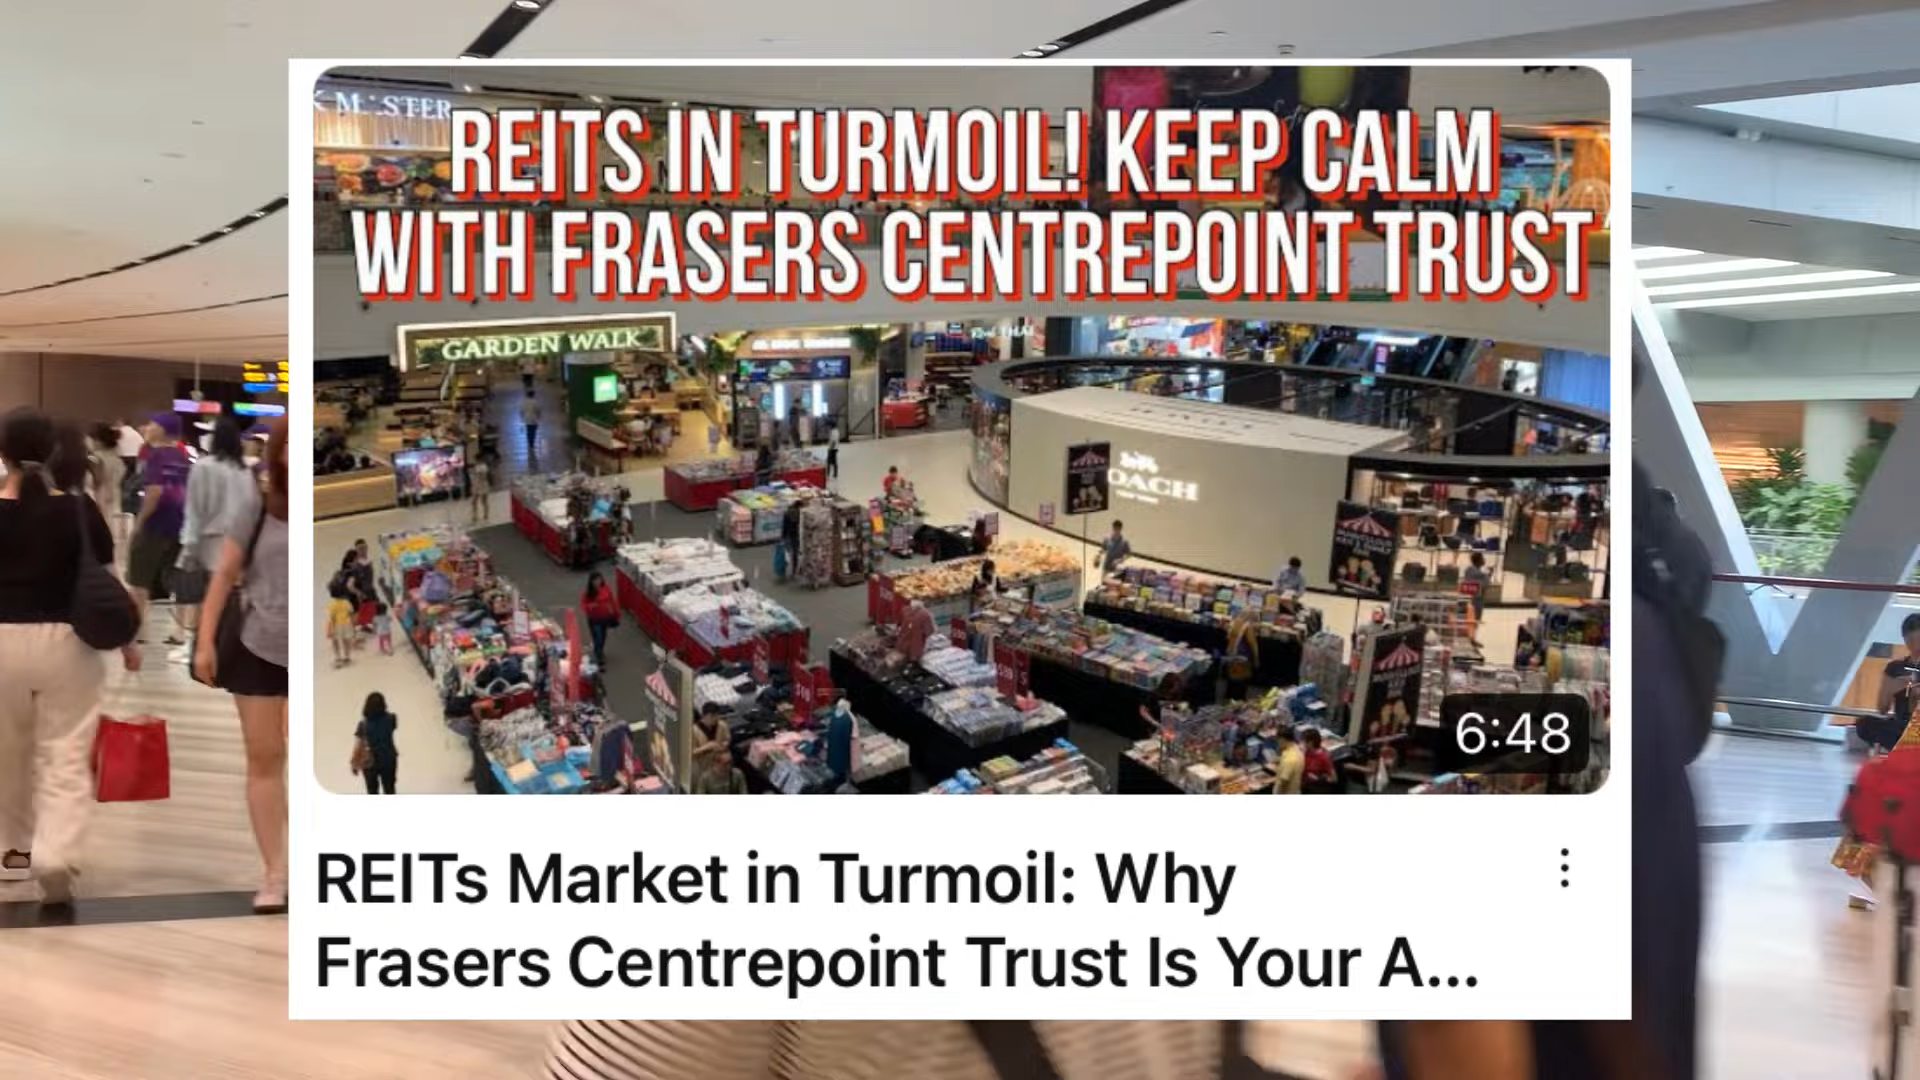 REITS IN TURMOIL! KEEP CALM
WITH FRASERS CENTREPOINT TRUST
GARDEN WALK
OACH
6:48
REITs Market in Turmoil: Why
Frasers Centrepoint Trust Is Your A...